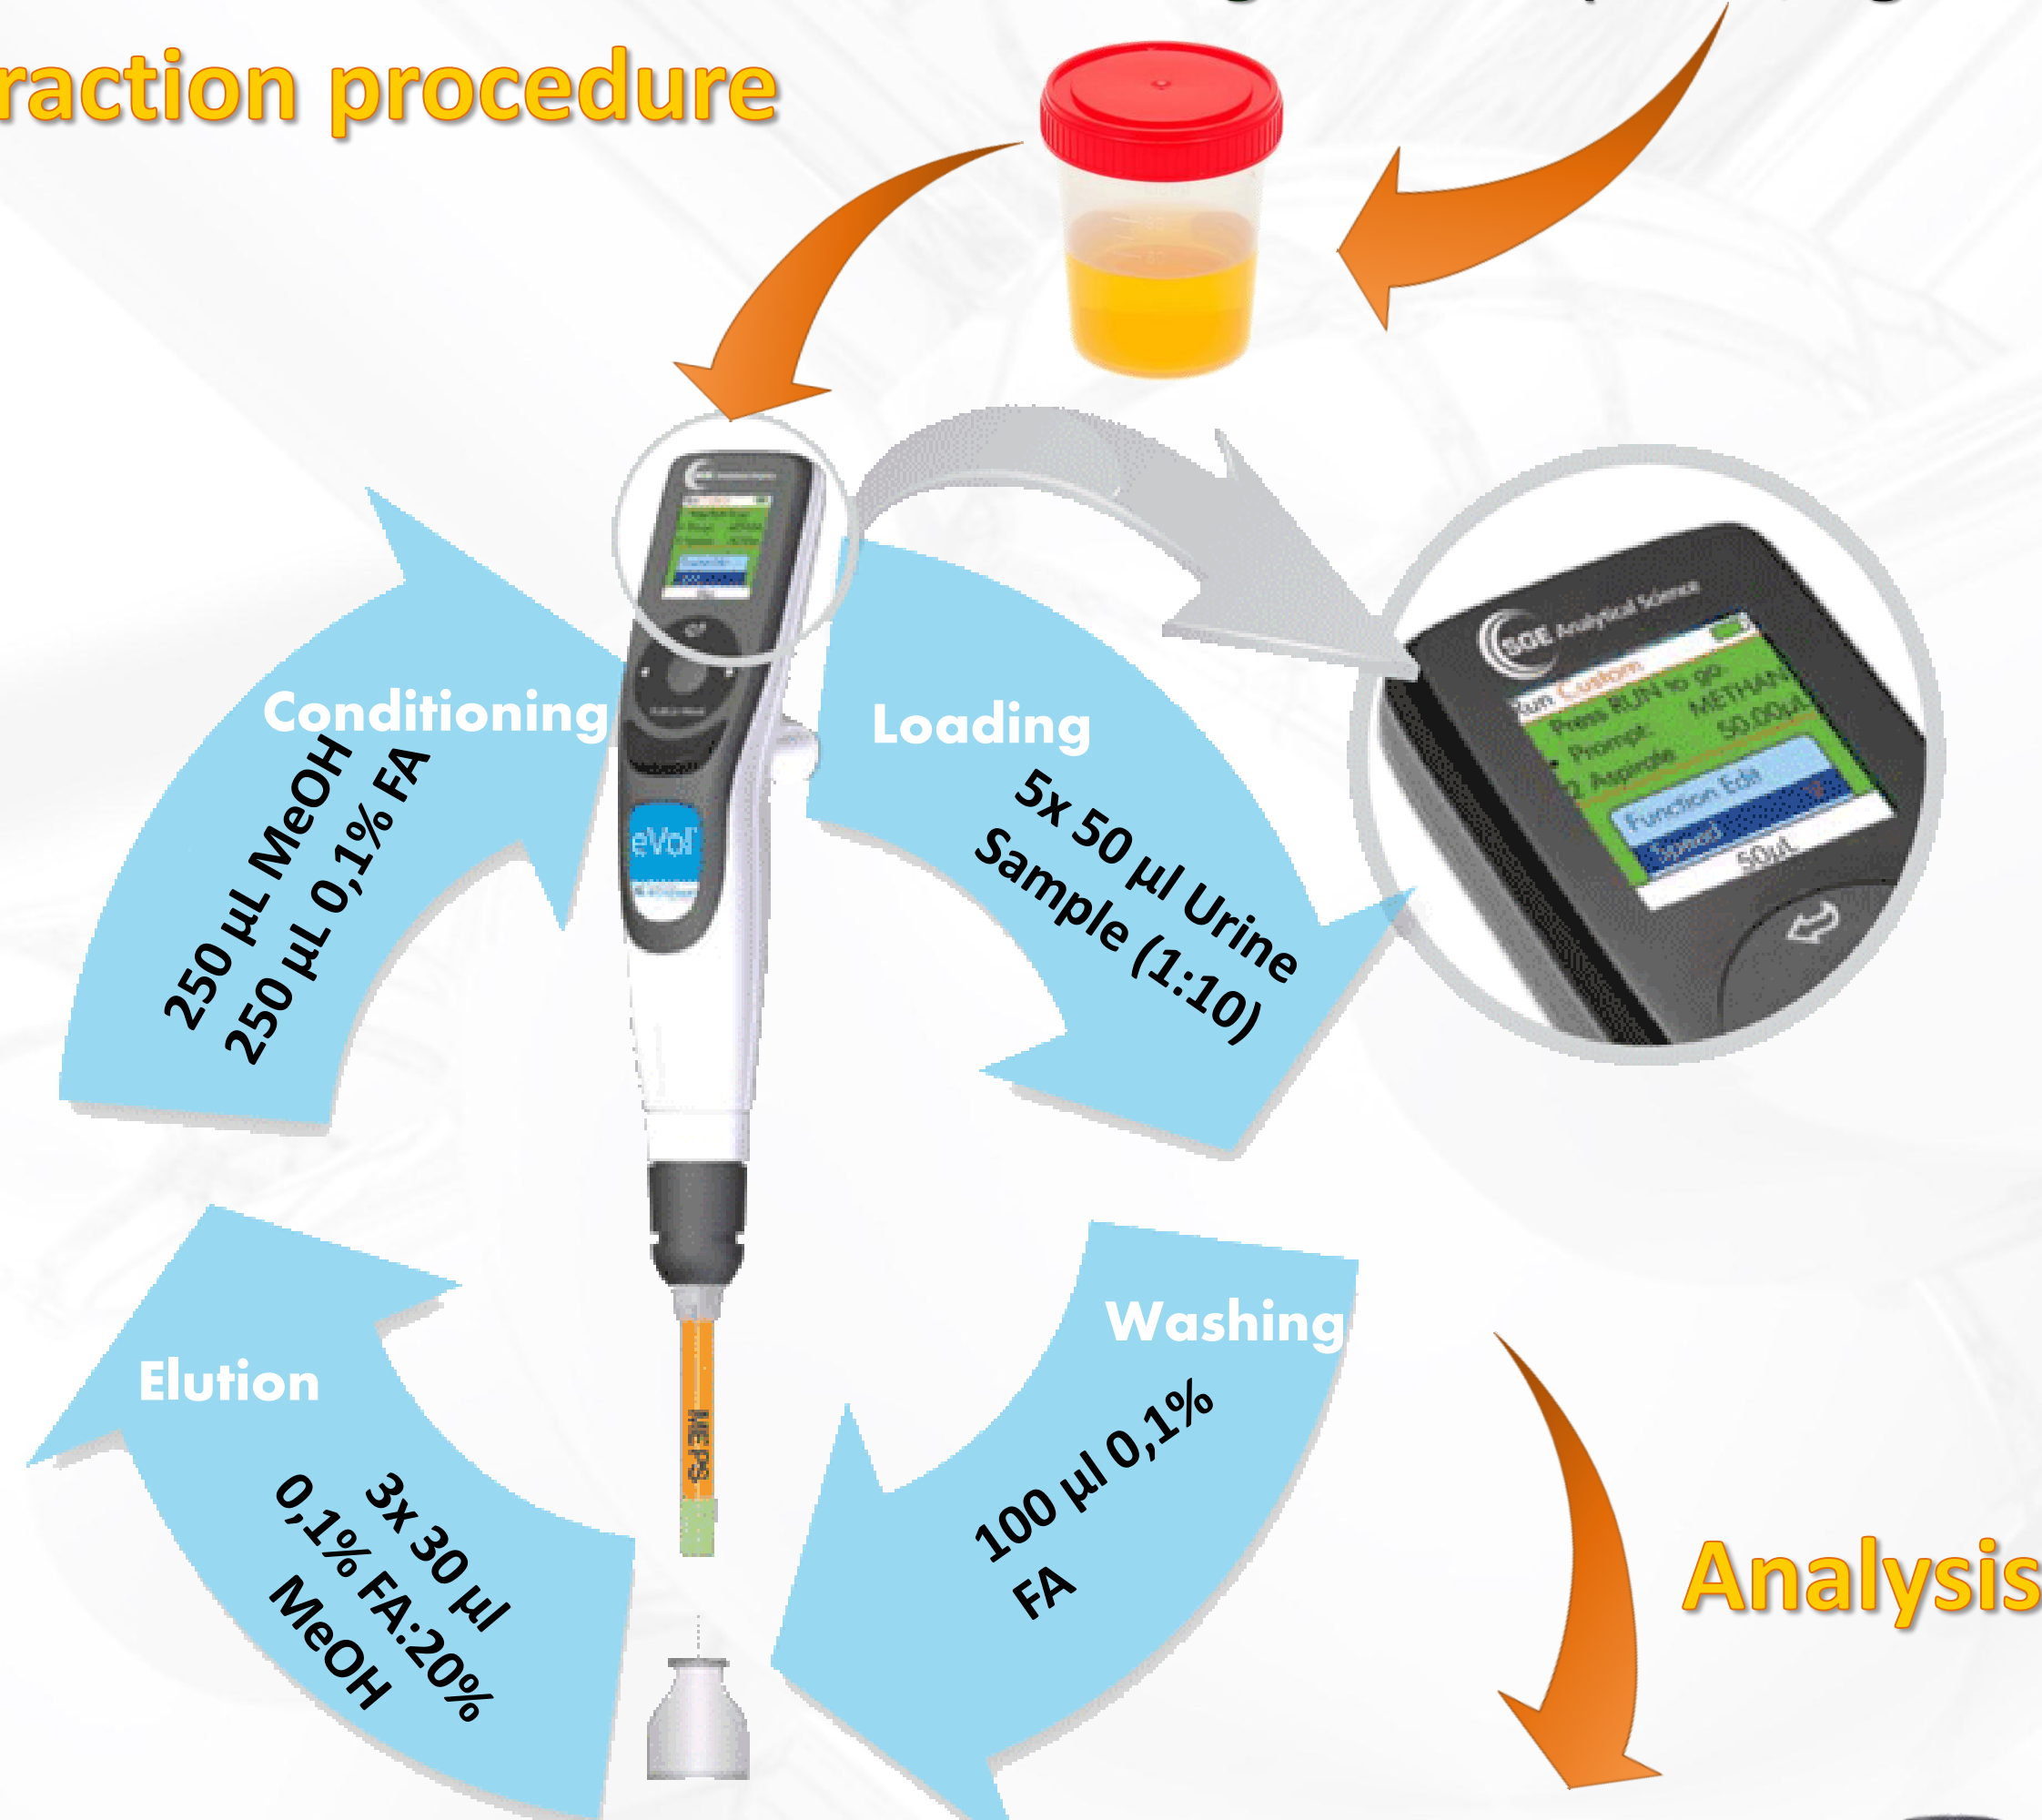 raction procedure
SGE Analytical Science
Run Custom
Press RUN to go.
Prompt: METHAN
2 Aspirate 50.00µL
Function Edit
Speed
50µL
Conditioning
250 µL MeOH
250 µL 0,1% FA
Loading
5x 50 µl Urine
Sample (1:10)
eVol
Washing
100 µl 0,1%
FA
Elution
3x 30 µl
0,1% FA:20%
MeOH
MEPS
Analysis